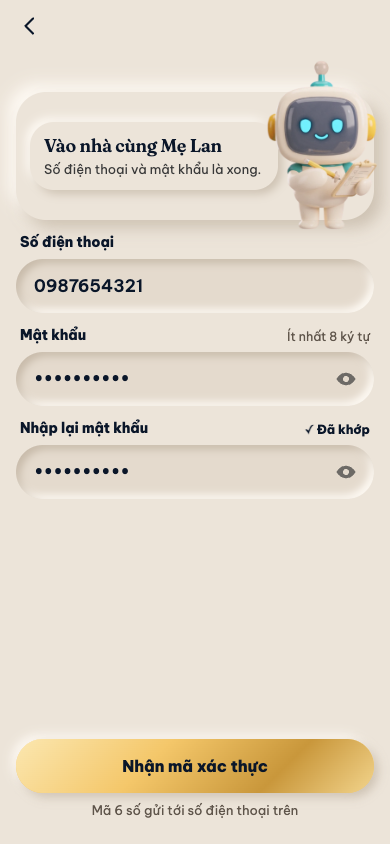 Vào nhà cùng Mẹ Lan
Số điện thoại và mật khẩu là xong.
Số điện thoại
0987654321
Mật khẩu
Ít nhất 8 ký tự
••••••••••
Nhập lại mật khẩu
✓ Đã khớp
••••••••••
Nhận mã xác thực
Mã 6 số gửi tới số điện thoại trên